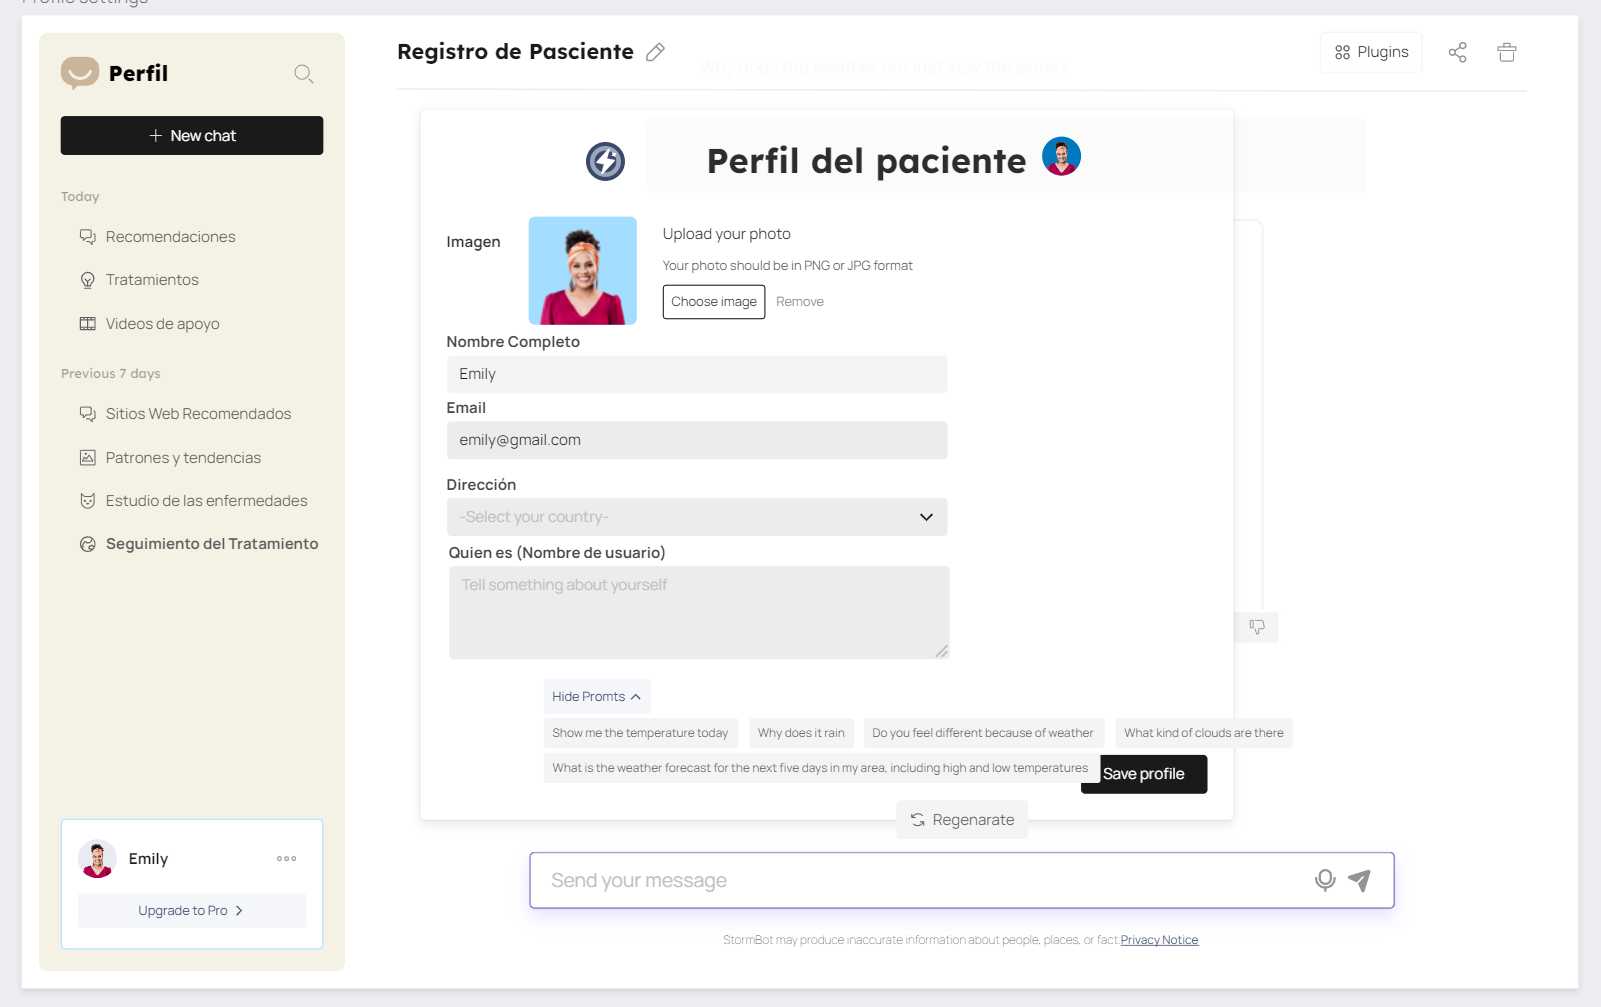 Profile settings
Perfil
New chat
Today
Recomendaciones
Tratamientos
Videos de apoyo
Previous 7 days
Sitios Web Recomendados
Patrones y tendencias
Estudio de las enfermedades
Seguimiento del Tratamiento
Emily
Upgrade to Pro
Registro de Pasciente
Why does the weather not just stay the same?
Plugins
Perfil del paciente
Imagen
Upload your photo
Your photo should be in PNG or JPG format
Choose image
Remove
Nombre Completo
Emily
Email
emily@gmail.com
Dirección
-Select your country-
Quien es (Nombre de usuario)
Tell something about yourself
Hide Promts
Show me the temperature today
Why does it rain
Do you feel different because of weather
What kind of clouds are there
What is the weather forecast for the next five days in my area, including high and low temperatures
Save profile
Regenarate
Send your message
StormBot may produce inaccurate information about people, places, or fact.Privacy Notice